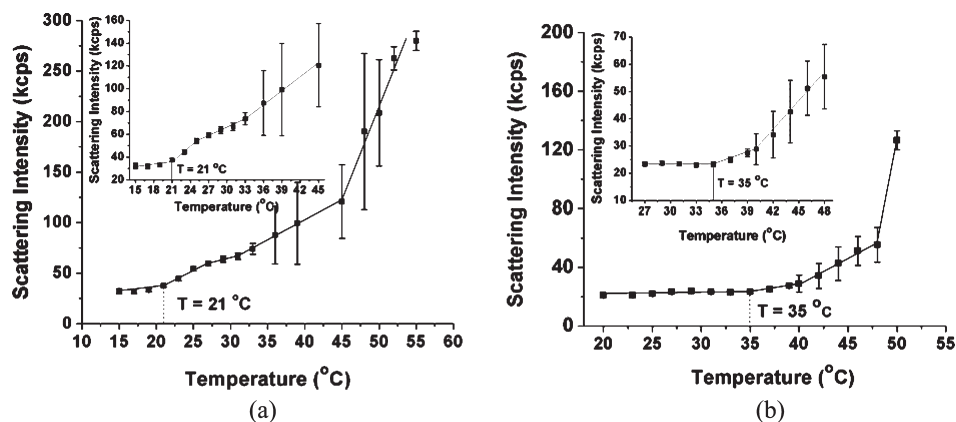 Scattering Intensity (kcps)
300
250
200
150
100
50
0
10 15 20 25 30 35 40 45 50 55 60
Temperature (°C)
T = 21 °C
Scattering Intensity (kcps)
160
140
120
100
80
60
40
20
15 18 21 24 27 30 33 36 39 42 45
Temperature (°C)
T = 21 °C
(a)
Scattering Intensity (kcps)
200
160
120
80
40
0
20 25 30 35 40 45 50 55
Temperature (°C)
T = 35 °C
Scattering Intensity (kcps)
70
60
50
40
30
20
10
27 30 33 36 39 42 45 48
Temperature (°C)
T = 35 °C
(b)